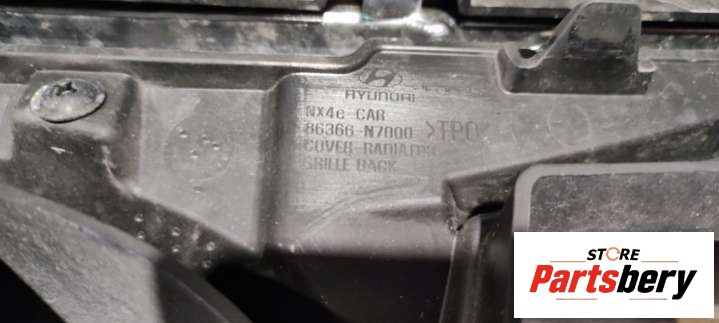 HYUNDAI
NX4e CAR
86366-N7000 >TPO
COVER-RADIATOR
GRILLE BACK
STORE
Partsbery